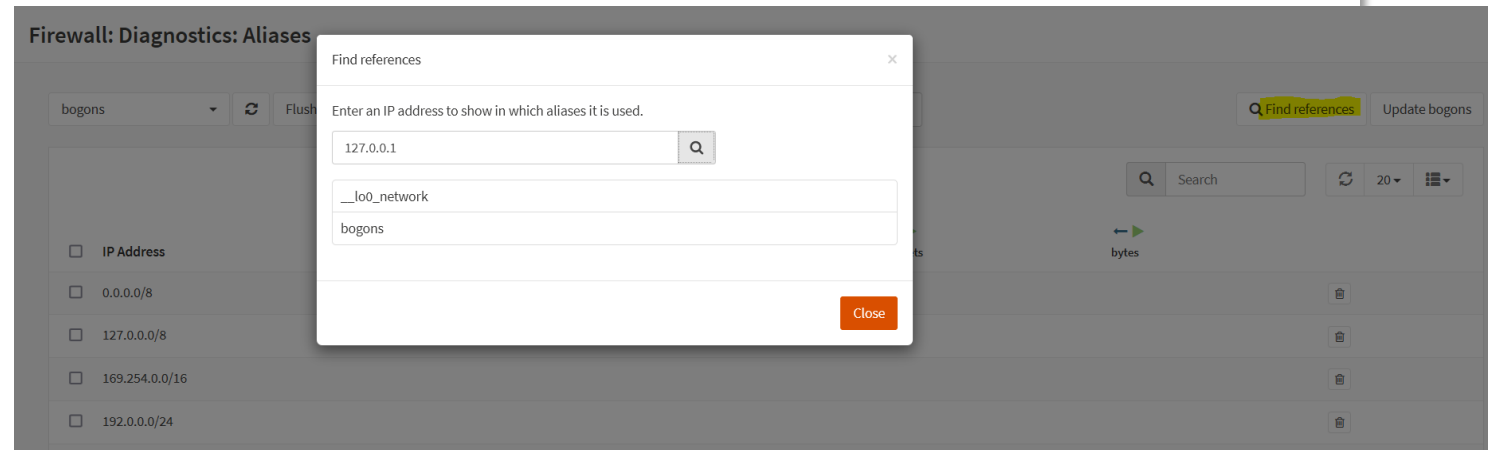 Firewall: Diagnostics: Aliases
Find references
×
bogons
Flush
Enter an IP address to show in which aliases it is used.
Find references
Update bogons
127.0.0.1
Search
20
__lo0_network
bogons
IP Address
bytes
0.0.0.0/8
Close
127.0.0.0/8
169.254.0.0/16
192.0.0.0/24